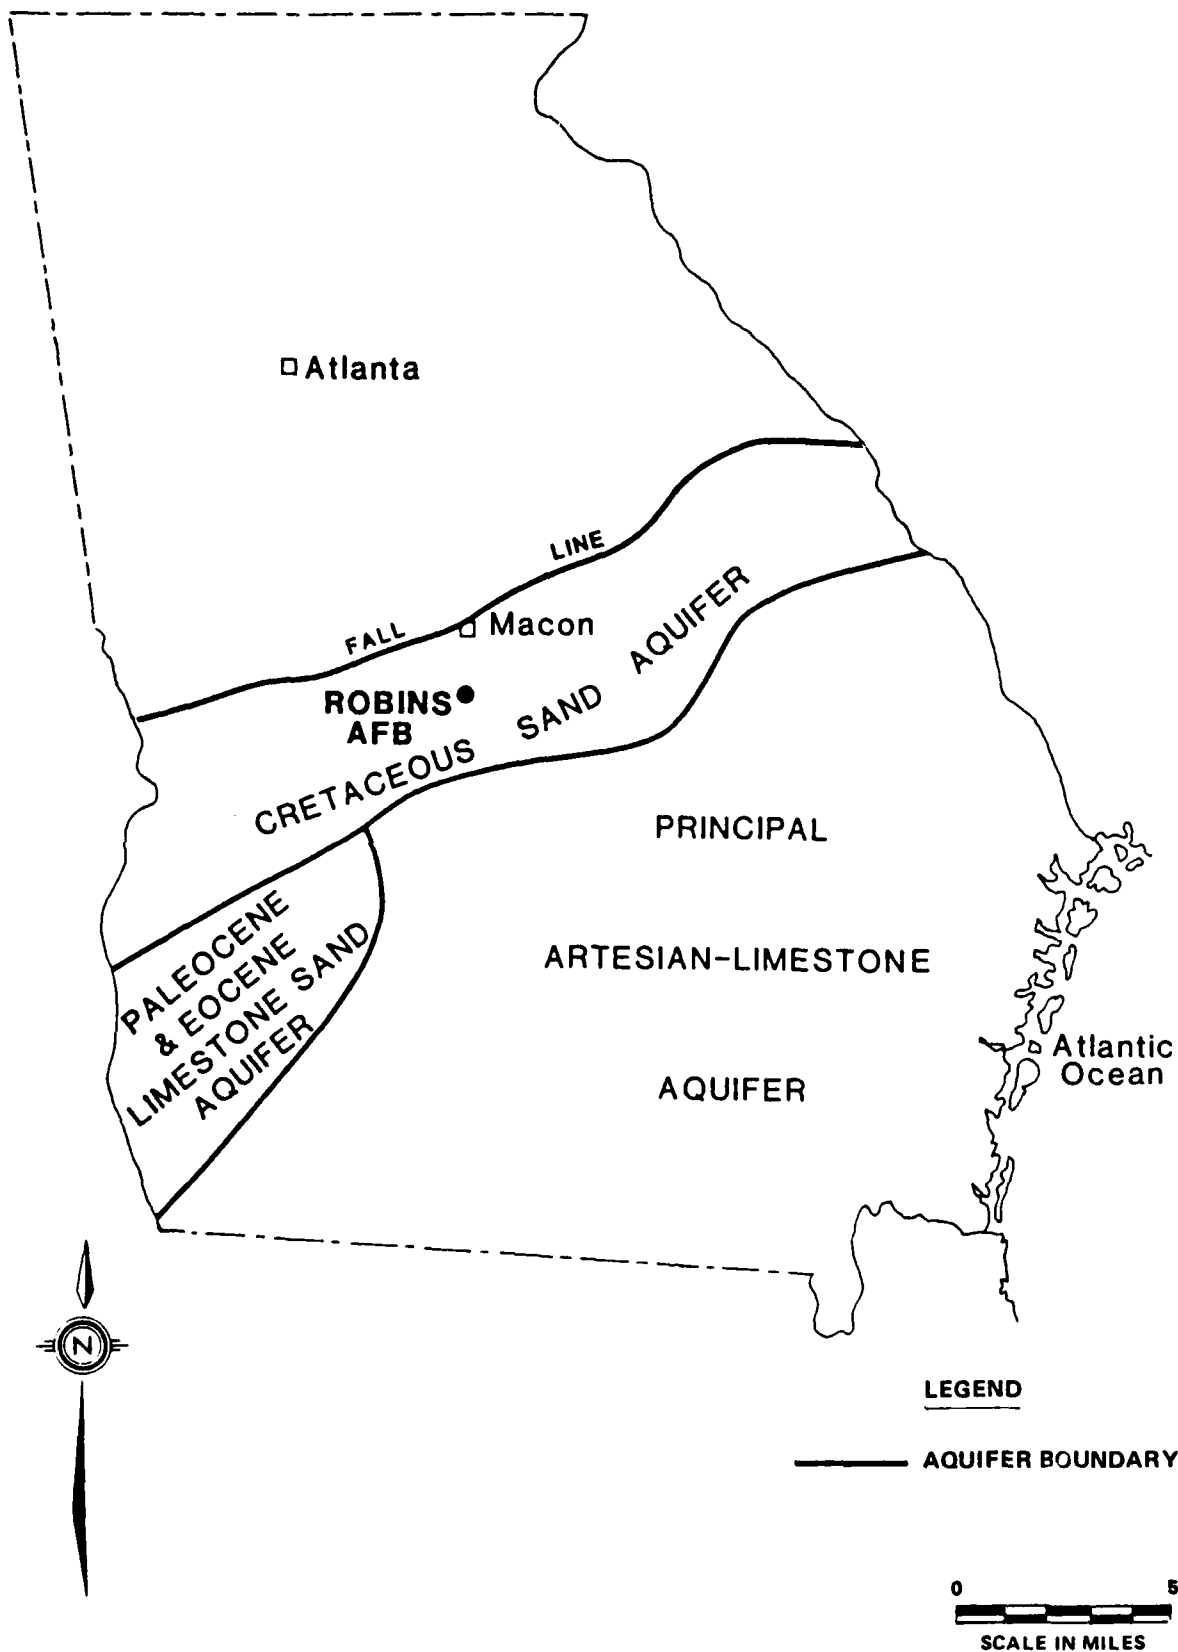 Atlanta
FALL LINE
Macon
ROBINS
AFB
CRETACEOUS SAND AQUIFER
PRINCIPAL
ARTESIAN-LIMESTONE
AQUIFER
PALEOCENE
& EOCENE
LIMESTONE SAND
AQUIFER
Atlantic
Ocean
N
LEGEND
AQUIFER BOUNDARY
0 5
SCALE IN MILES